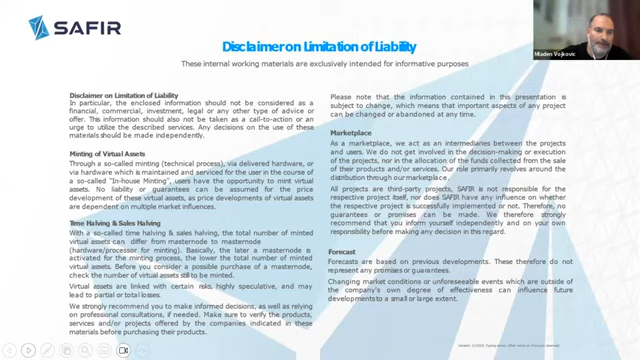 SAFIR
Disclaimer on Limitation of Liability
These internal working materials are exclusively intended for informative purposes
Mladen Vojkovic
Disclaimer on Limitation of Liability
In particular, the enclosed information should not be considered as a
financial, commercial, investment, legal or any other type of advice or
offer. This information should also not be taken as a call-to-action or an
urge to utilize the described services. Any decisions on the use of these
materials should be made independently.
Minting of Virtual Assets
Through a so-called minting (technical process), via delivered hardware, or
via hardware which is maintained and serviced for the user in the course of
a so-called "In-house Minting", users have the opportunity to mint virtual
assets. No liability or guarantees can be assumed for the price
development of these virtual assets, as price developments of virtual assets
are dependent on multiple market influences.
Time Halving & Sales Halving
With a so-called time halving & sales halving, the total number of minted
virtual assets can differ from masternode to masternode
(hardware/processor for minting). Basically, the later a masternode is
activated for the minting process, the lower the total number of minted
virtual assets. Before you consider a possible purchase of a masternode,
check the number of virtual assets still to be minted.
Virtual assets are linked with certain risks, highly speculative, and may
lead to partial or total losses.
We strongly recommend you to make informed decisions, as well as relying
on professional consultations, if needed. Make sure to verify the products,
services and/or projects offered by the companies indicated in these
materials before purchasing their products.
Please note that the information contained in this presentation is
subject to change, which means that important aspects of any project
can be changed or abandoned at any time.
Marketplace
As a marketplace, we act as an intermediaries between the projects
and users. We do not get involved in the decision-making or execution
of the projects, nor in the allocation of the funds collected from the sale
of their products and/or services. Our role primarily revolves around the
distribution through our marketplace.
All projects are third-party projects, SAFIR is not responsible for the
respective project itself, nor does SAFIR have any influence on whether
the respective project is successfully implemented or not. Therefore, no
guarantees or promises can be made. We therefore strongly
recommend that you inform yourself independently and on your own
responsibility before making any decision in this regard.
Forecast
Forecasts are based on previous developments. These therefore do not
represent any promises or guarantees.
Changing market conditions or unforeseeable events which are outside of
the company's own degree of effectiveness can influence future
developments to a small or large extent.